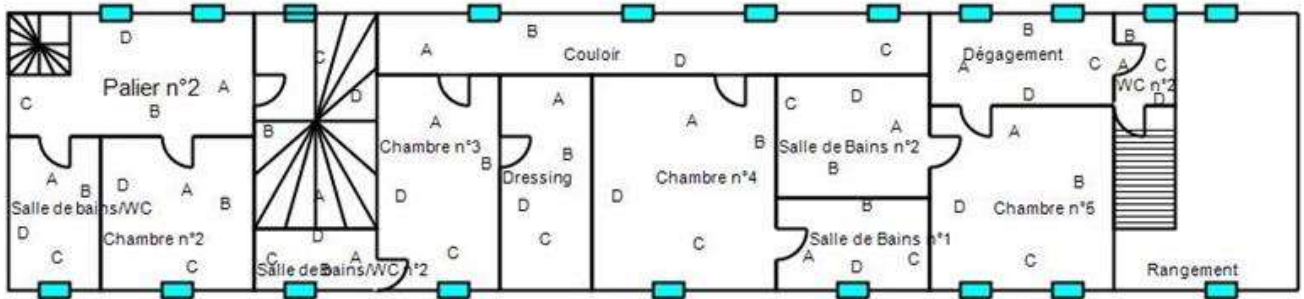 D
B
C
A
B
D
C
Couloir
B
Dégagement
A
C
D
B
A
C
WC n°2
D
Palier n°2
A
C
B
B
D
A
A
Chambre n°3
B
D
C
A
B
Dressing
D
C
A
B
Chambre n°4
D
C
C
D
A
Salle de Bains n°2
B
A
B
Chambre n°5
D
C
A
B
Salle de bains/WC
D
C
D
A
B
Chambre n°2
C
D
C
A
B
Salle de bains/WC n°2
B
Salle de Bains n°1
A
C
D
Rangement